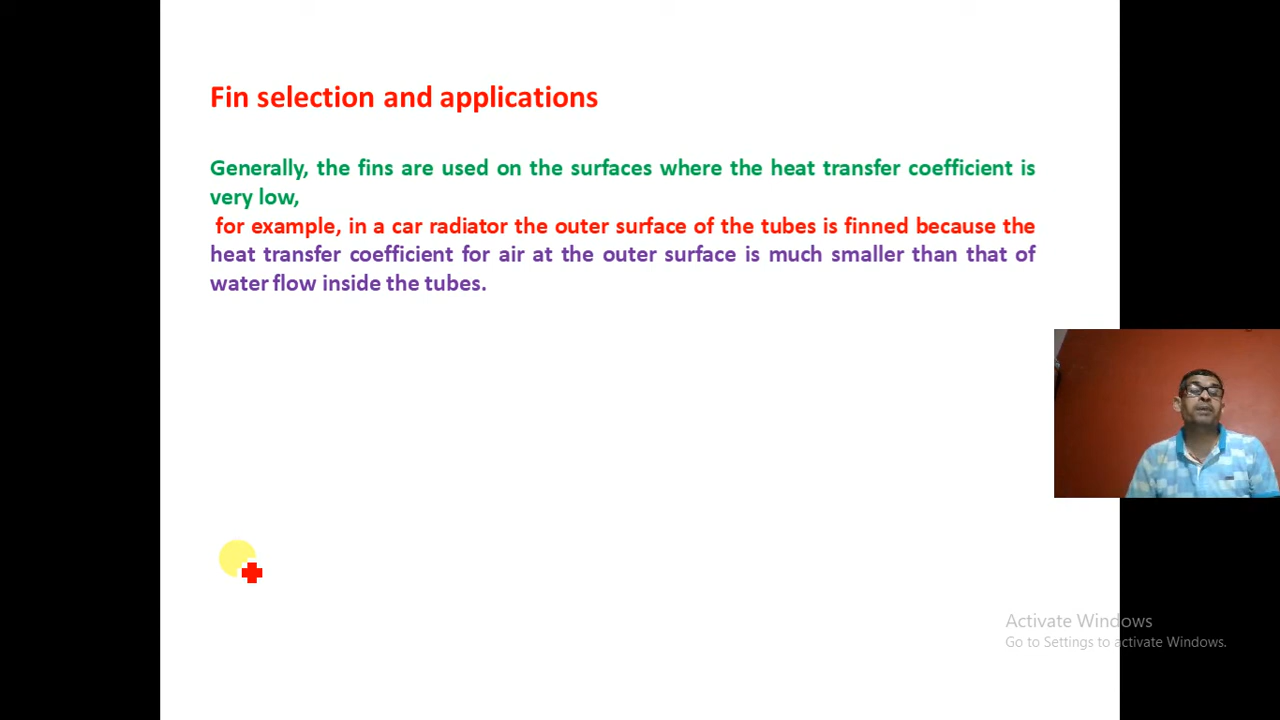 Fin selection and applications
Generally, the fins are used on the surfaces where the heat transfer coefficient is
very low,
for example, in a car radiator the outer surface of the tubes is finned because the
heat transfer coefficient for air at the outer surface is much smaller than that of
water flow inside the tubes.
Activate Windows
Go to Settings to activate Windows.